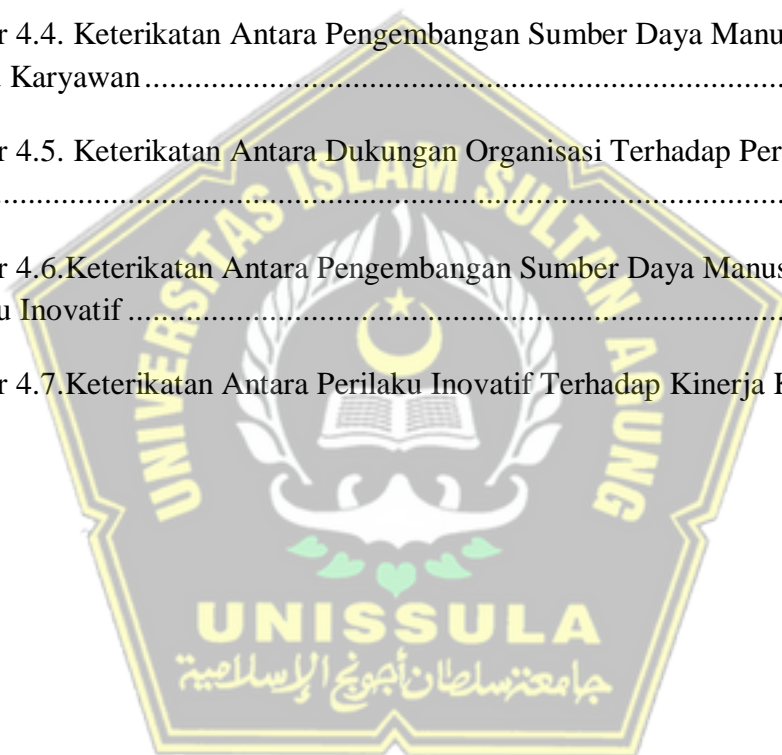 r 4.4. Keterikatan Antara Pengembangan Sumber Daya Manu
Karyawan ................................................................................
r 4.5. Keterikatan Antara Dukungan Organisasi Terhadap Per
................................................................................................
r 4.6.Keterikatan Antara Pengembangan Sumber Daya Manus
u Inovatif ................................................................................
r 4.7.Keterikatan Antara Perilaku Inovatif Terhadap Kinerja K
UNIVERSITAS ISLAM SULTAN AGUNG
UNISSULA
جامعة سلطان أجونج الإسلامية